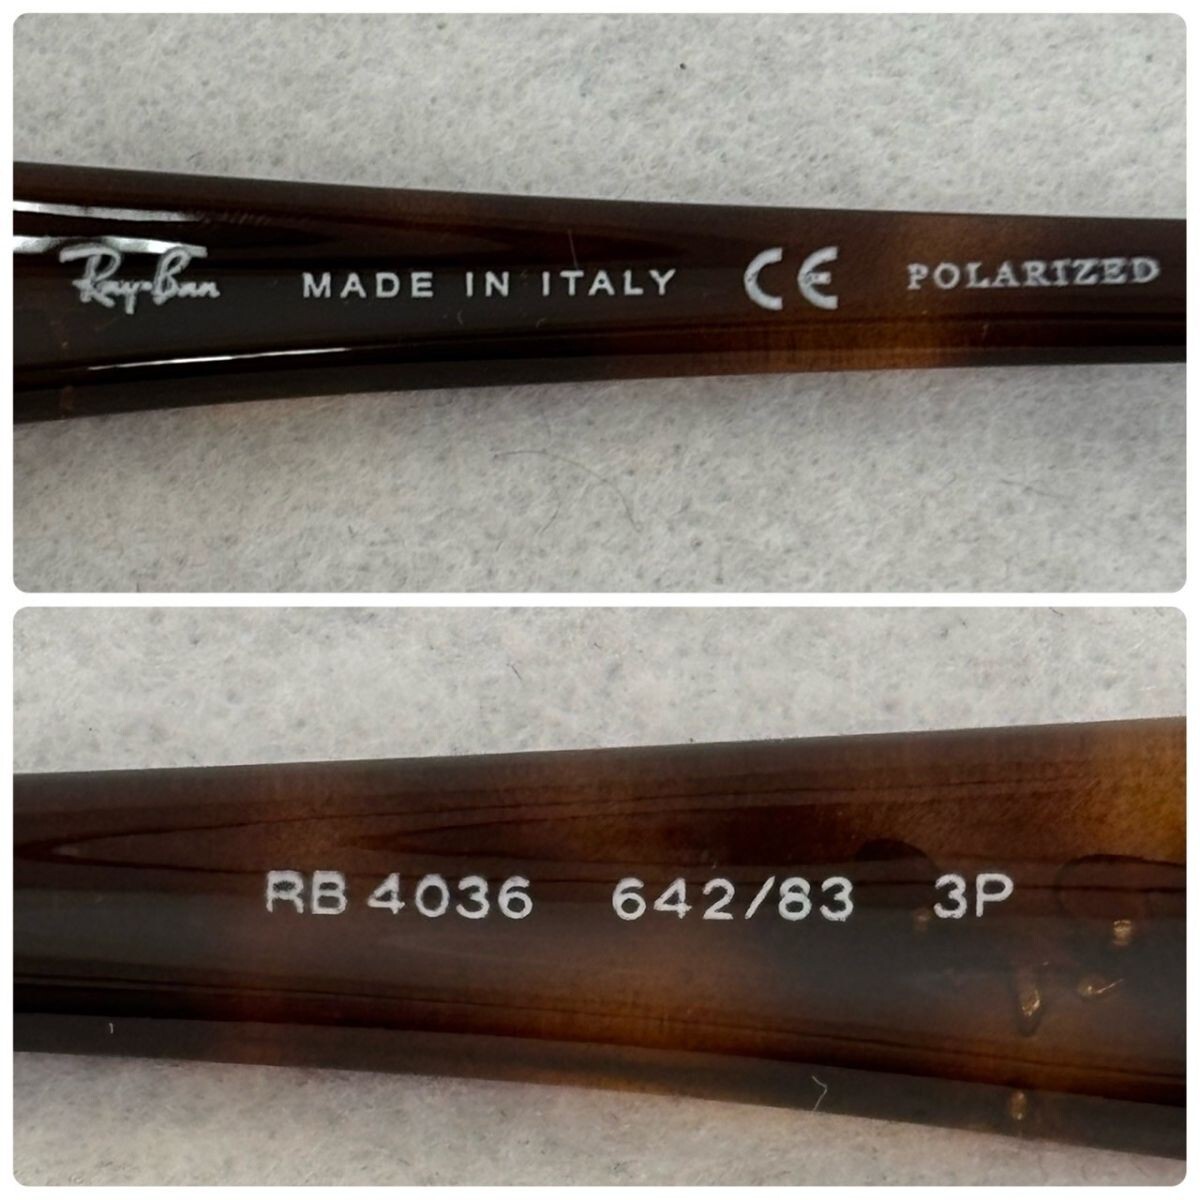 Ray-Ban MADE IN ITALY CE POLARIZED
RB 4036 642/83 3P